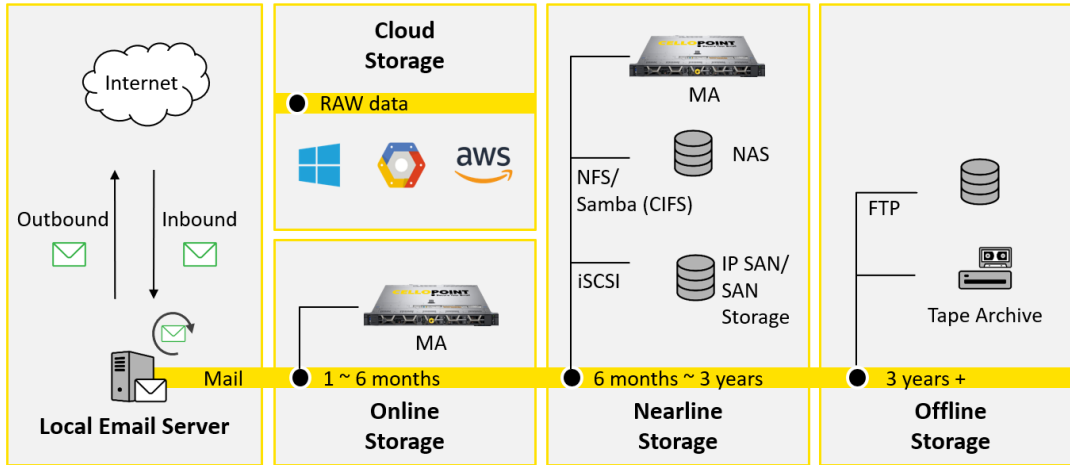 Internet
Outbound
Inbound
Mail
Local Email Server
Cloud
Storage
RAW data
aws
CELLOPOINT
MA
1 ~ 6 months
Online
Storage
CELLOPOINT
MA
NAS
NFS/
Samba (CIFS)
iSCSI
IP SAN/
SAN
Storage
6 months ~ 3 years
Nearline
Storage
FTP
Tape Archive
3 years +
Offline
Storage